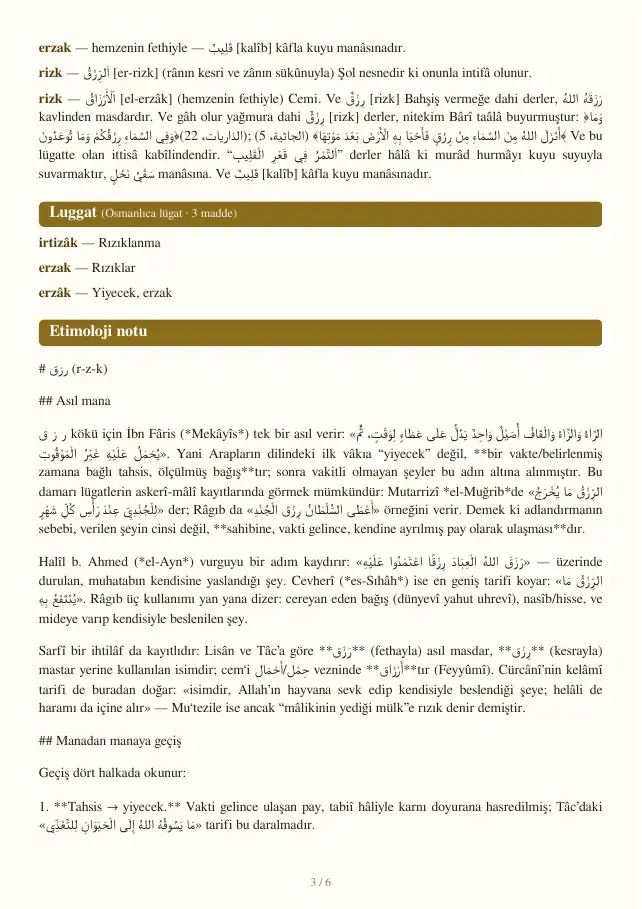 erzak — hemzenin fethiyle — قَلِيبٌ [kalîb] kâfla kuyu manâsınadır.
rizk — اَلرِّزْقُ [er-rizk] (rânın kesri ve zânın sükûnuyla) Şol nesnedir ki onunla intifâ olunur.
rizk — اَلْأَرْزَاقُ [el-erzâk] (hemzenin fethiyle) Cemi. Ve رِزْقٌ [rizk] Bahşiş vermeğe dahi derler, رَزَقَهُ اللهُ
kavlinden masdardır. Ve gâh olur yağmura dahi رِزْقٌ [rizk] derler, nitekim Bârî taâlâ buyurmuştur: ﴿وَمَا
أَنْزَلَ اللهُ مِنَ السَّمَاءِ مِنْ رِزْقٍ فَأَحْيَا بِهِ الْأَرْضَ بَعْدَ مَوْتِهَا﴾ (الجاثية، 5) ;(الذاريات، 22)﴿وَفِي السَّمَاءِ رِزْقُكُمْ وَمَا تُوعَدُونَ﴾ Ve bu
lügatte olan ittisâ kabîlindendir. “اَلتَّمْرُ فِي قَعْرِ الْقَلِيبِ” derler hâlâ ki murâd hurmâyı kuyu suyuyla
suvarmaktır, سَقْيُ نَخْلٍ manâsına. Ve قَلِيبٌ [kalîb] kâfla kuyu manâsınadır.
Luggat (Osmanlıca lügat · 3 madde)
irtizâk — Rızıklanma
erzak — Rızıklar
erzâk — Yiyecek, erzak
Etimoloji notu
# رزق (r-z-k)
## Asıl mana
ر ز ق kökü için İbn Fâris (*Mekâyîs*) tek bir asıl verir: «الرَّاءُ وَالزَّاءُ وَالْقَافُ أُصَيْلٌ وَاحِدٌ يَدُلُّ عَلَى عَطَاءٍ لِوَقْتٍ، ثُمَّ
يُحْمَلُ عَلَيْهِ غَيْرُ الْمَوْقُوتِ». Yani Arapların dilindeki ilk vâkıa “yiyecek” değil, **bir vakte/belirlenmiş
zamana bağlı tahsis, ölçülmüş bağış**tır; sonra vakitli olmayan şeyler bu adın altına alınmıştır. Bu
damarı lügatlerin askerî-mâlî kayıtlarında görmek mümkündür: Mutarrizî *el-Muğrib*de «الرِّزْقُ مَا يُخْرَجُ
لِلْجُنْدِيِّ عِنْدَ رَأْسِ كُلِّ شَهْرٍ» der; Râgıb da «أَعْطَى السُّلْطَانُ رِزْقَ الْجُنْدِ» örneğini verir. Demek ki adlandırmanın
sebebi, verilen şeyin cinsi değil, **sahibine, vakti gelince, kendine ayrılmış pay olarak ulaşması**dır.
Halîl b. Ahmed (*el-Ayn*) vurguyu bir adım kaydırır: «رَزَقَ اللهُ الْعِبَادَ رِزْقًا اعْتَمَدُوا عَلَيْهِ» — üzerinde
durulan, muhatabın kendisine yaslandığı şey. Cevherî (*es-Sıhâh*) ise en geniş tarifi koyar: «الرِّزْقُ مَا
يُنْتَفَعُ بِهِ». Râgıb üç kullanımı yan yana dizer: cereyan eden bağış (dünyevî yahut uhrevî), nasîb/hisse, ve
mideye varıp kendisiyle beslenilen şey.
Sarfî bir ihtilâf da kayıtlıdır: Lisân ve Tâc’a göre **رَزْق** (fethayla) asıl masdar, **رِزْق** (kesrayla)
mastar yerine kullanılan isimdir; cem‘i حِمْل/أَحْمَال vezninde **أَرْزَاق**tır (Feyyûmî). Cürcânî’nin kelâmî
tarifi de buradan doğar: «isimdir, Allah’ın hayvana sevk edip kendisiyle beslendiği şeye; helâli de
haramı da içine alır» — Mu‘tezile ise ancak “mâlikinin yediği mülk”e rızık denir demiştir.
## Manadan manaya geçiş
Geçiş dört halkada okunur:
1. **Tahsis → yiyecek.** Vakti gelince ulaşan pay, tabiî hâliyle karnı doyurana hasredilmiş; Tâc’daki
«مَا يَسُوقُهُ اللهُ إِلَى الْحَيَوَانِ لِلتَّغَذِّي» tarifi bu daralmadır.
3 / 6